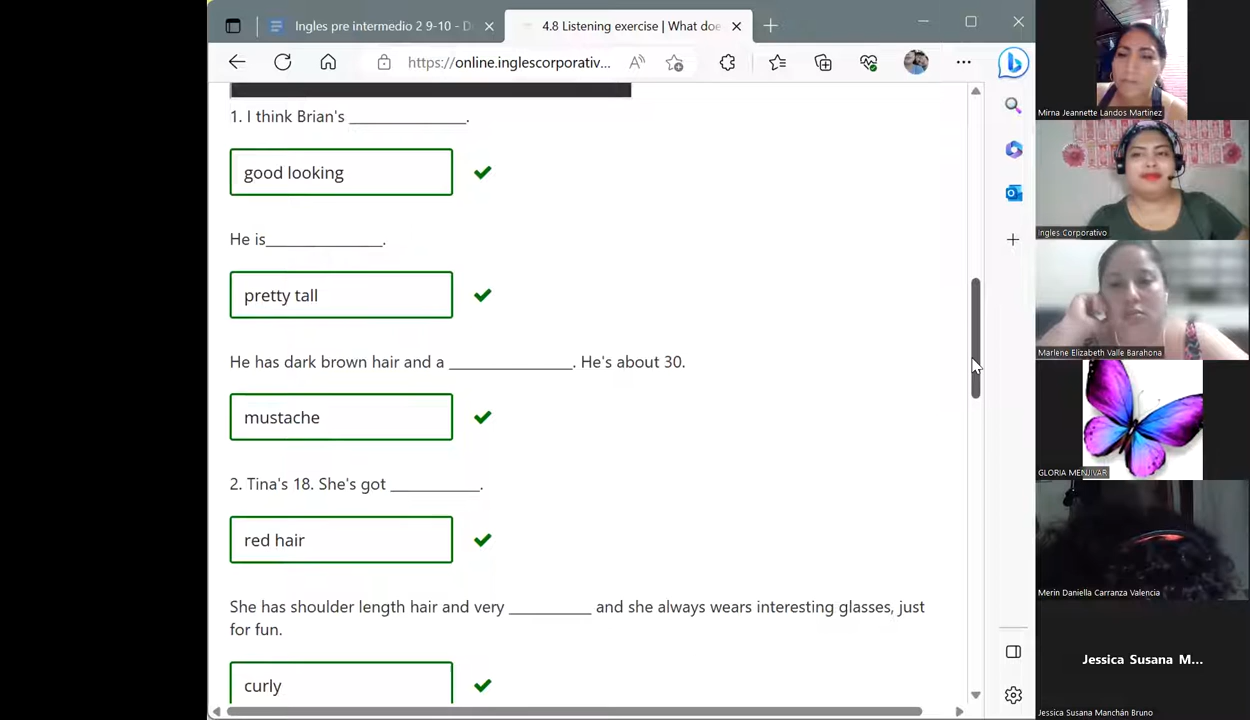 Ingles pre intermedio 2 9-10 - D
4.8 Listening exercise | What doe
https://online.inglescorporativ...
1. I think Brian's ______________.
good looking
He is______________.
pretty tall
He has dark brown hair and a _______________. He's about 30.
mustache
2. Tina's 18. She's got ___________.
red hair
She has shoulder length hair and very __________ and she always wears interesting glasses, just
for fun.
curly
Mirna Jeannette Landos Martinez
Ingles Corporativo
Marlene Elizabeth Valle Barahona
GLORIA MENJIVAR
Merin Daniella Carranza Valencia
Jessica Susana M...
Jessica Susana Manchán Bruno